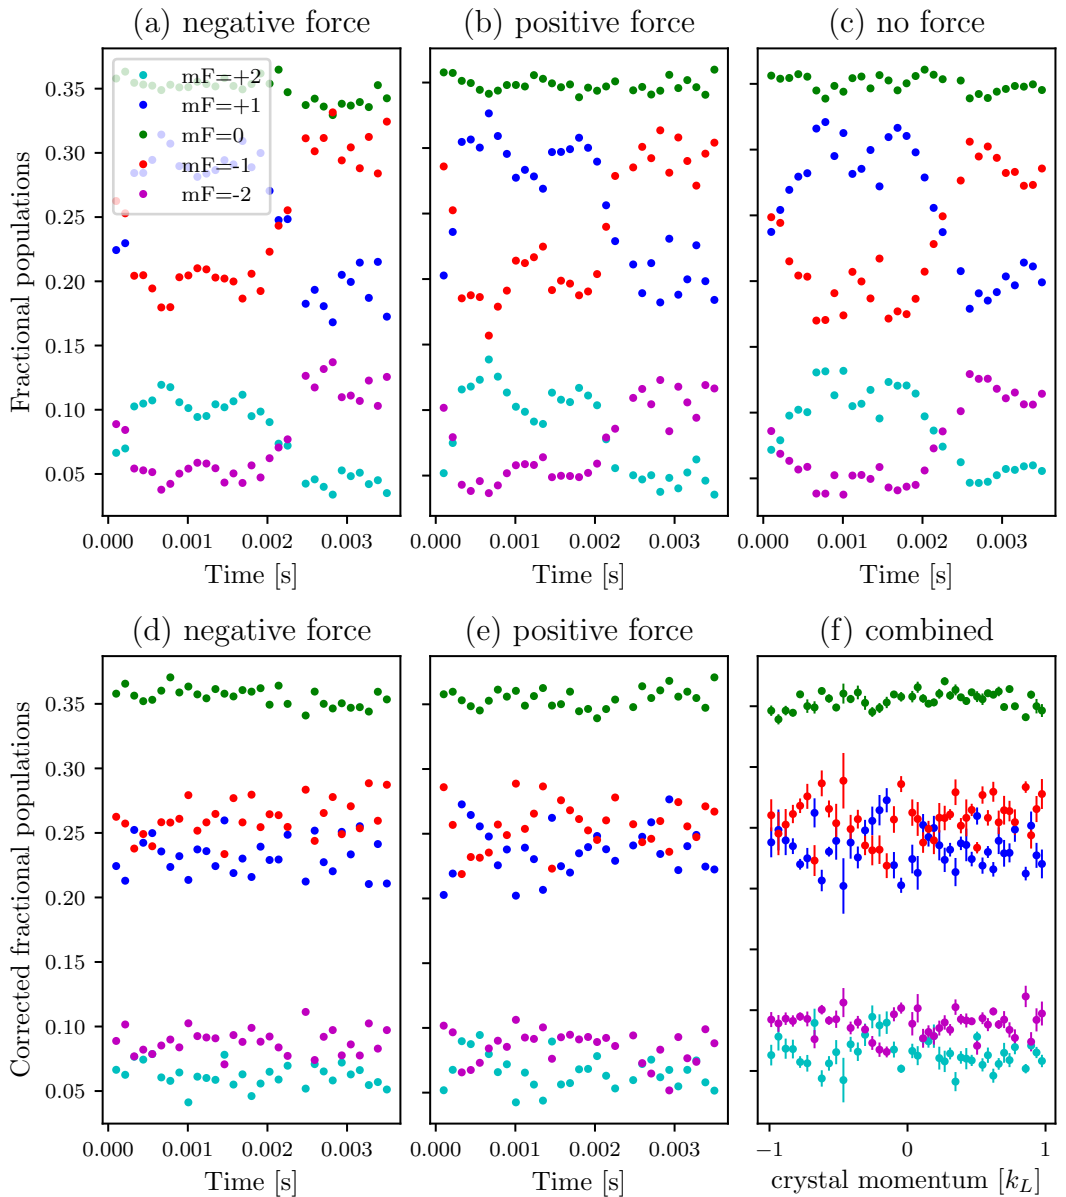 (a) negative force
(b) positive force
(c) no force
mF=+2
mF=+1
mF=0
mF=-1
mF=-2
0.35
0.30
0.25
0.20
0.15
0.10
0.05
Fractional populations
0.000 0.001 0.002 0.003
0.000 0.001 0.002 0.003
0.000 0.001 0.002 0.003
Time [s]
Time [s]
Time [s]
(d) negative force
(e) positive force
(f) combined
0.35
0.30
0.25
0.20
0.15
0.10
0.05
Corrected fractional populations
0.000 0.001 0.002 0.003
0.000 0.001 0.002 0.003
−1 0 1
Time [s]
Time [s]
crystal momentum [k_L]